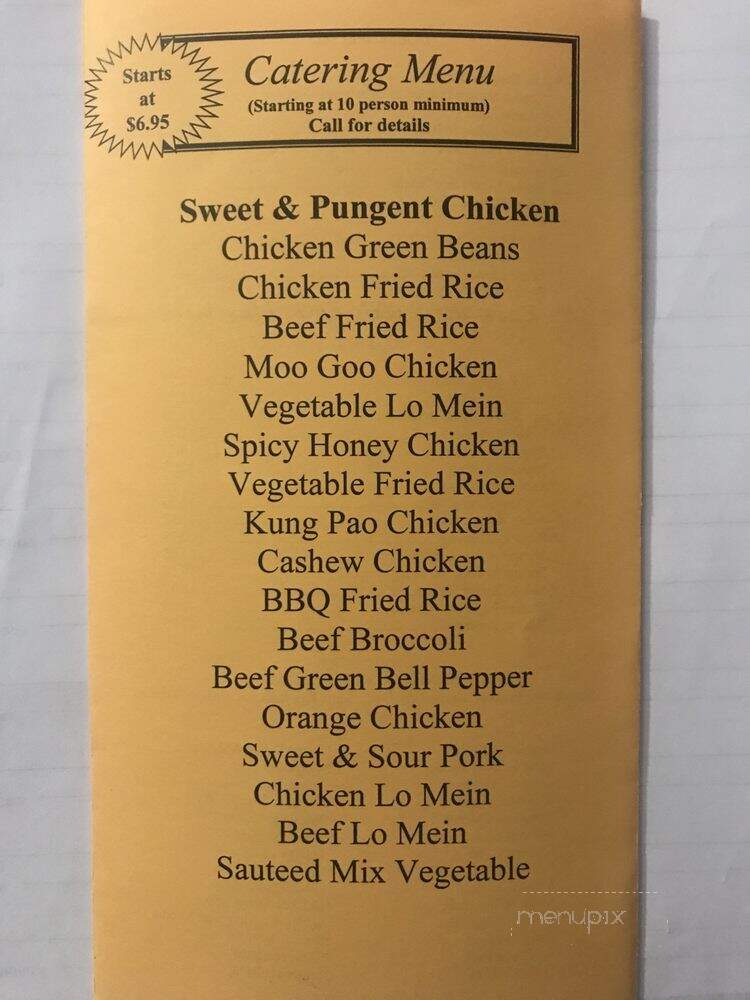 Starts
at
$6.95
Catering Menu
(Starting at 10 person minimum)
Call for details
Sweet & Pungent Chicken
Chicken Green Beans
Chicken Fried Rice
Beef Fried Rice
Moo Goo Chicken
Vegetable Lo Mein
Spicy Honey Chicken
Vegetable Fried Rice
Kung Pao Chicken
Cashew Chicken
BBQ Fried Rice
Beef Broccoli
Beef Green Bell Pepper
Orange Chicken
Sweet & Sour Pork
Chicken Lo Mein
Beef Lo Mein
Sauteed Mix Vegetable
menupix